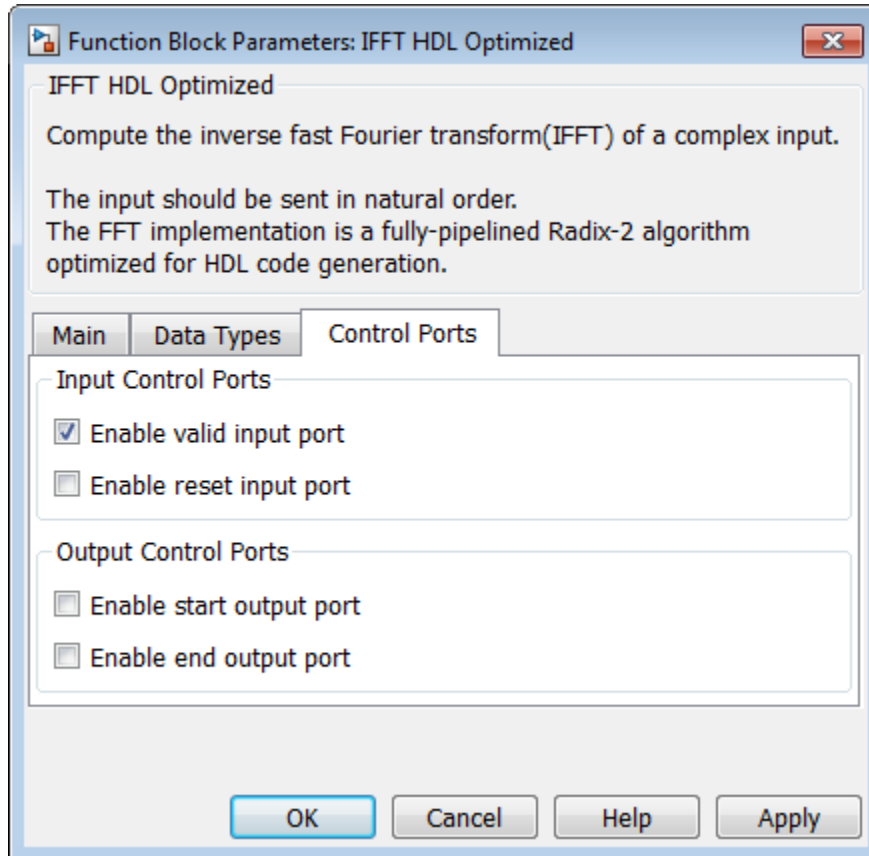 Function Block Parameters: IFFT HDL Optimized
IFFT HDL Optimized
Compute the inverse fast Fourier transform(IFFT) of a complex input.
The input should be sent in natural order.
The FFT implementation is a fully-pipelined Radix-2 algorithm
optimized for HDL code generation.
Main Data Types Control Ports
Input Control Ports
Enable valid input port
Enable reset input port
Output Control Ports
Enable start output port
Enable end output port
OK Cancel Help Apply